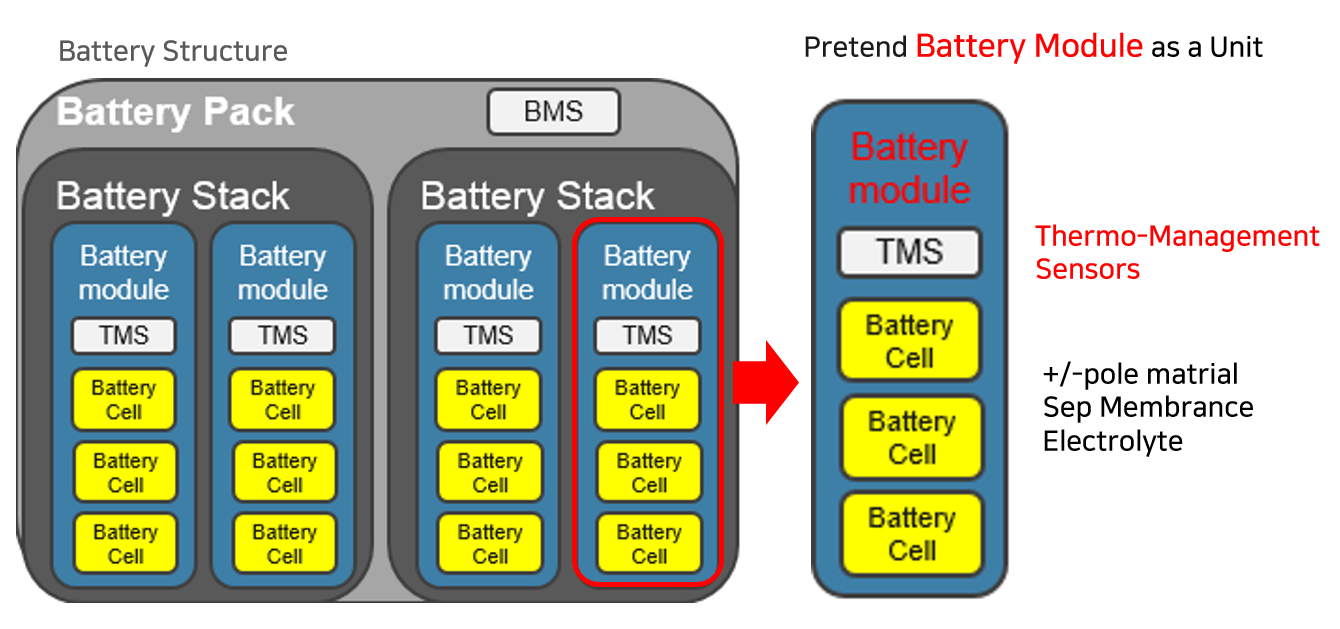 Battery Structure
Pretend Battery Module as a Unit
Battery Pack
BMS
Battery Stack
Battery
module
TMS
Battery
Cell
Battery
Cell
Battery
Cell
Battery
module
TMS
Battery
Cell
Battery
Cell
Battery
Cell
Battery Stack
Battery
module
TMS
Battery
Cell
Battery
Cell
Battery
Cell
Battery
module
TMS
Battery
Cell
Battery
Cell
Battery
Cell
Battery
module
TMS
Battery
Cell
Battery
Cell
Battery
Cell
Thermo-Management
Sensors
+/-pole matrial
Sep Membrance
Electrolyte